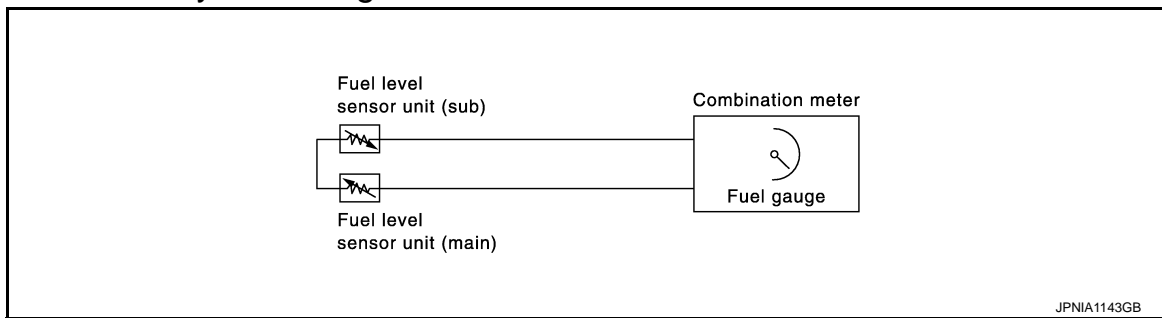 Fuel level
sensor unit (sub)
Combination meter
Fuel gauge
Fuel level
sensor unit (main)
JPNIA1143GB